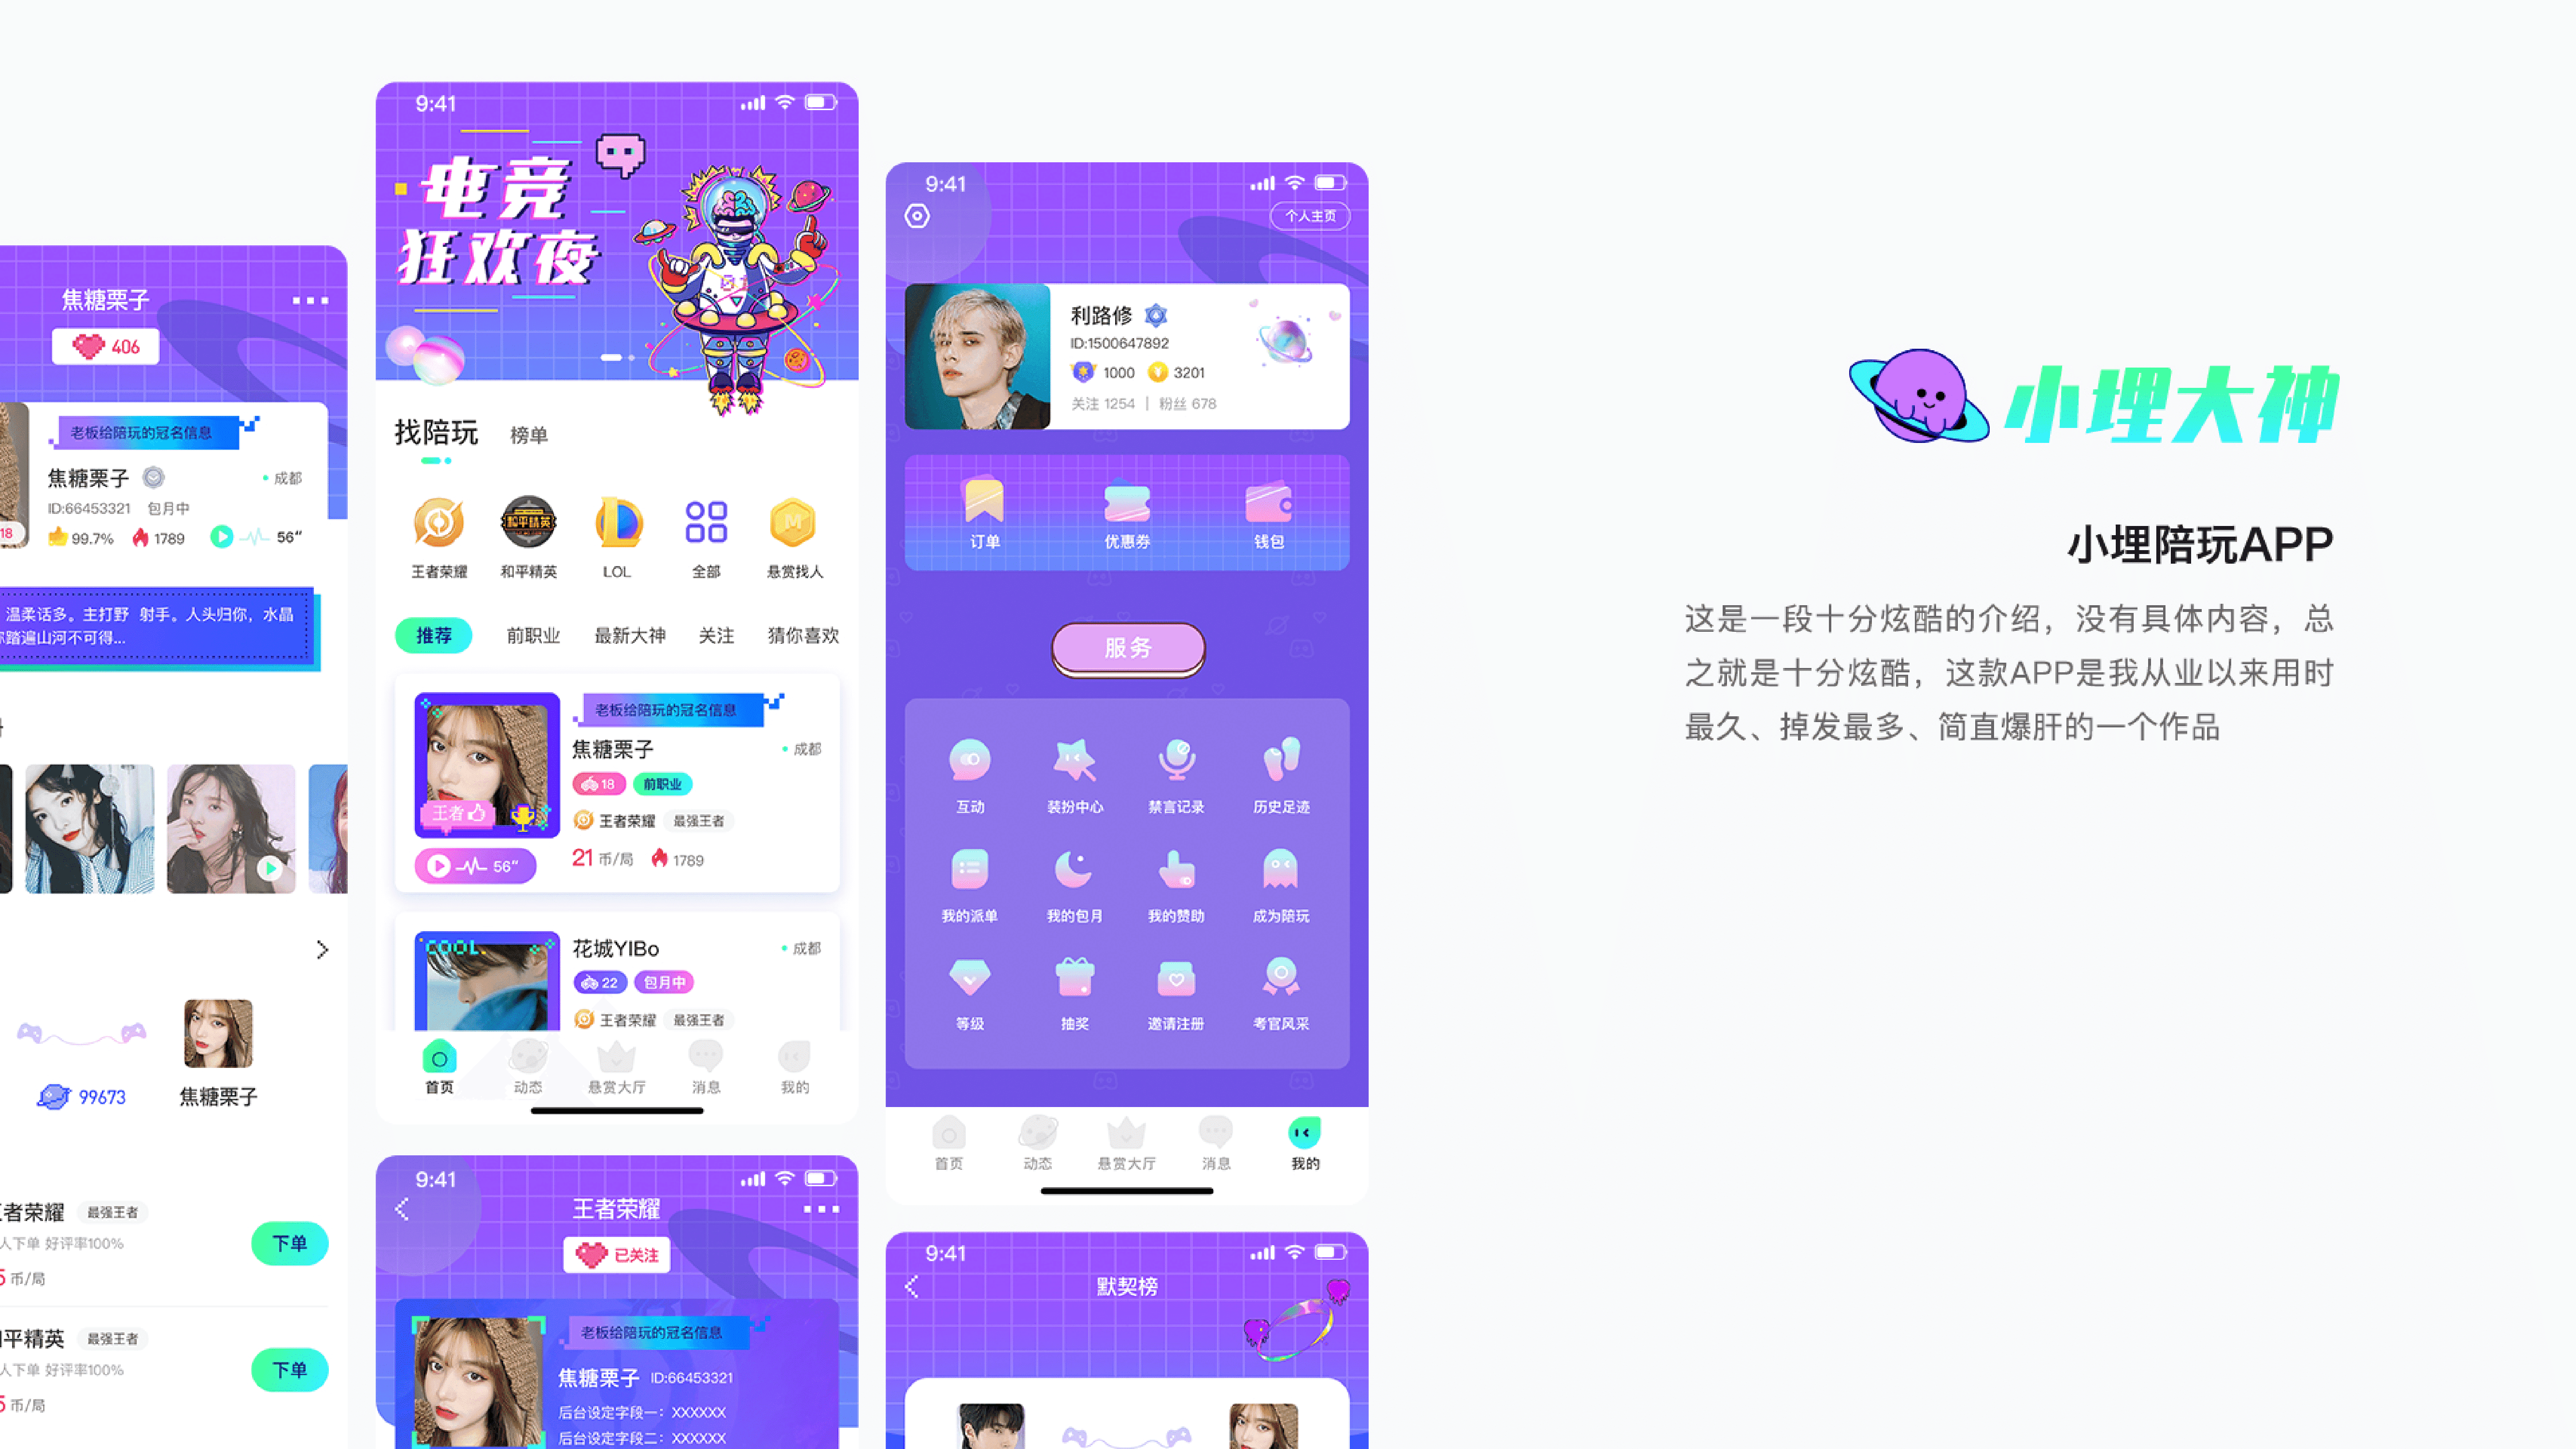 焦糖栗子
406
老板给陪玩的冠名信息
焦糖栗子
成都
ID:66453321 包月中
18
99.7%
1789
56“
温柔话多。主打野 射手。人头归你，水晶
踏遍山河不可得...
99673
焦糖栗子
者荣耀 最强王者
人下单 好评率100%
下单
5 币/局
平精英 最强王者
人下单 好评率100%
下单
5 币/局
9:41
电竞
狂欢夜
找陪玩 榜单
和平精英
王者荣耀 和平精英 LOL 全部 悬赏找人
推荐 前职业 最新大神 关注 猜你喜欢
老板给陪玩的冠名信息
焦糖栗子
成都
18 前职业
王者
王者荣耀 最强王者
56“
21 币/局 1789
COOL.
花城YIBo
成都
22 包月中
王者荣耀 最强王者
首页 动态 悬赏大厅 消息 我的
9:41
王者荣耀
已关注
老板给陪玩的冠名信息
焦糖栗子 ID:66453321
后台设定字段一：XXXXXX
后台设定字段二：XXXXXX
9:41
个人主页
利路修
ID:1500647892
1000 3201
关注 1254 | 粉丝 678
订单 优惠券 钱包
服务
互动 装扮中心 禁言记录 历史足迹
我的派单 我的包月 我的赞助 成为陪玩
等级 抽奖 邀请注册 考官风采
首页 动态 悬赏大厅 消息 我的
9:41
默契榜
小埋大神
小埋陪玩APP
这是一段十分炫酷的介绍，没有具体内容，总
之就是十分炫酷，这款APP是我从业以来用时
最久、掉发最多、简直爆肝的一个作品